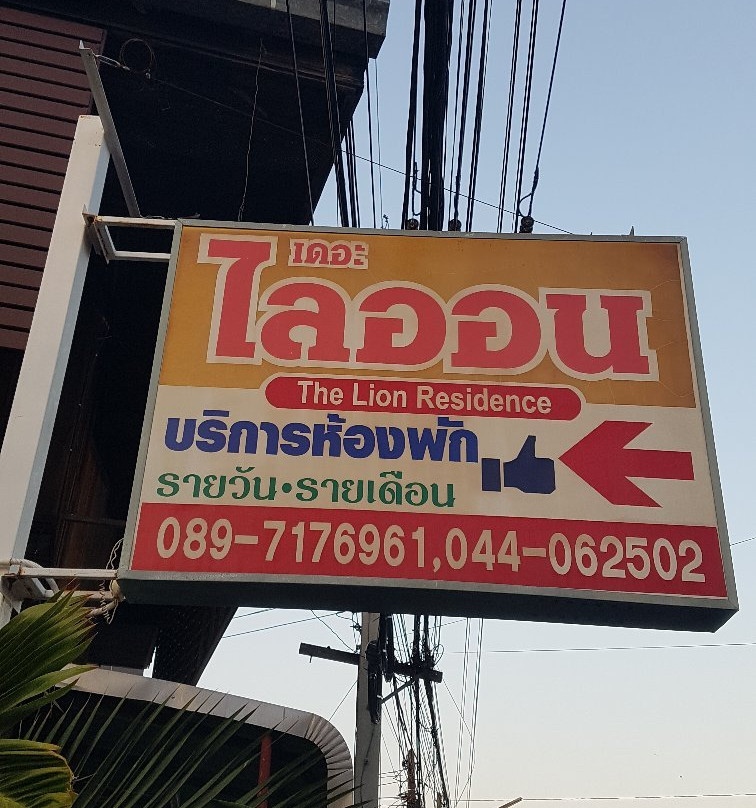 เดอะ
ไลออน
The Lion Residence
บริการห้องพัก
รายวัน•รายเดือน
089-7176961,044-062502